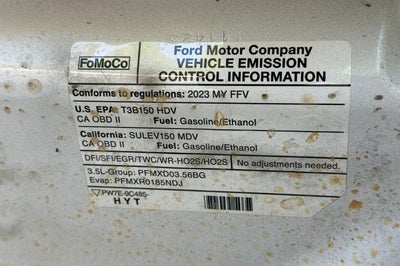 FoMoCo
Ford Motor Company
VEHICLE EMISSION
CONTROL INFORMATION
Conforms to regulations: 2023 MY FFV
U.S. EPA: T3B150 HDV
CA OBD II Fuel: Gasoline/Ethanol
California: SULEV150 MDV
CA OBD II Fuel: Gasoline/Ethanol
DFI/SFI/EGR/TWC/WR-HO2S/HO2S No adjustments needed.
3.5L-Group: PFMXD03.56BG
Evap: PFMXR0185NDJ
PW7E-9C485-
HYT